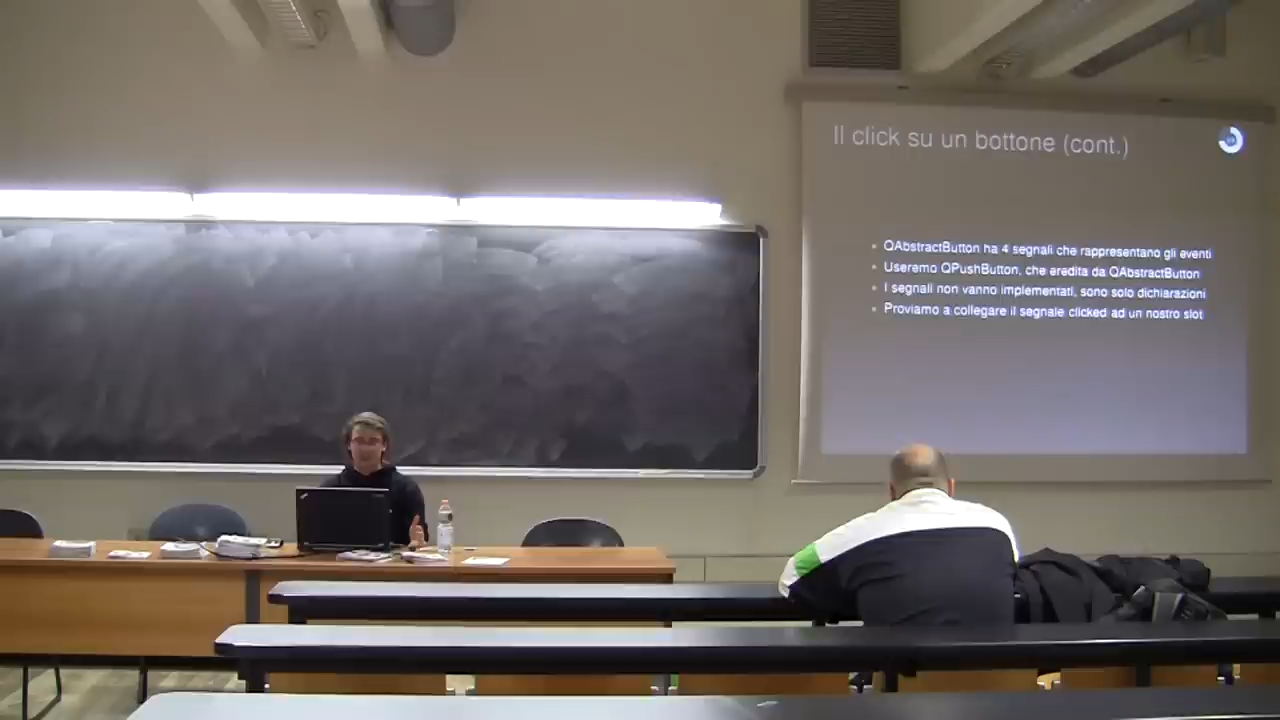 Il click su un bottone (cont.)
QAbstractButton ha 4 segnali che rappresentano gli eventi
Useremo QPushButton, che eredita da QAbstractButton
I segnali non vanno implementati, sono solo dichiarazioni
Proviamo a collegare il segnale clicked ad un nostro slot